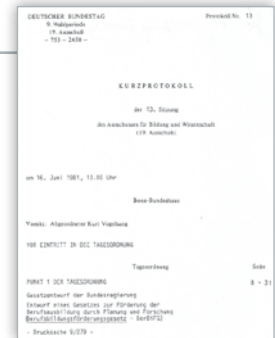 DEUTSCHER BUNDESTAG
9. Wahlperiode
19. Ausschuß
- 753 - 2450 -
Protokoll Nr. 13
KURZPROTOKOLL
der 13. Sitzung
des Ausschusses für Bildung und Wissenschaft
(19. Ausschuß)
am 16. Juni 1981, 13.00 Uhr
Bonn-Bundeshaus
Vorsitz: Abgeordneter Kurt Vogelsang
VOR EINTRITT IN DIE TAGESORDNUNG
Tagesordnung
Seite
PUNKT 1 DER TAGESORDNUNG
8 - 31
Gesetzentwurf der Bundesregierung
Entwurf eines Gesetzes zur Förderung der
Berufsausbildung durch Planung und Forschung
(Berufsbildungsförderungsgesetz - BerBiFG)
- Drucksache 9/279 -